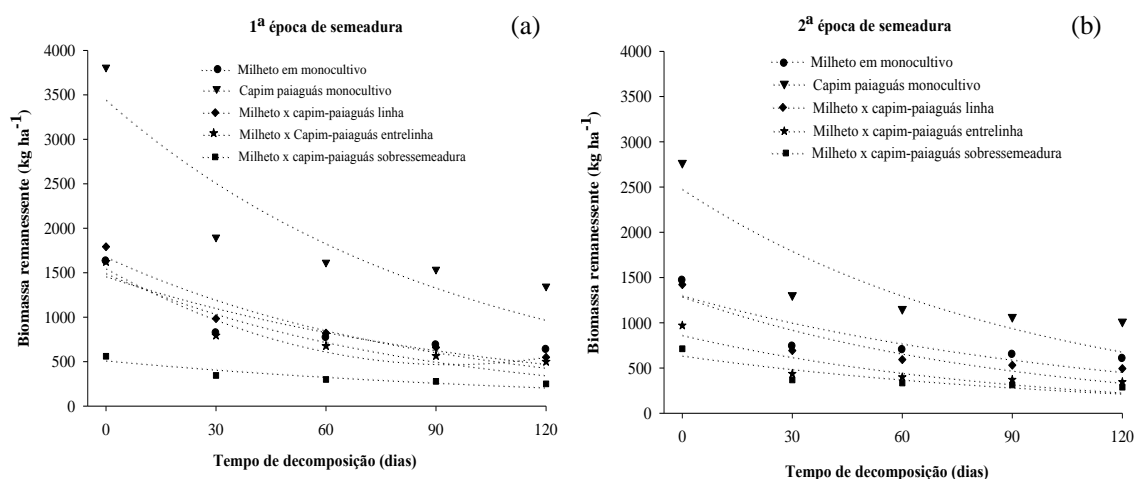 1ª época de semeadura (a)
Biomassa remanessente (kg ha⁻¹)
4000
3500
3000
2500
2000
1500
1000
500
0
Milheto em monocultivo
Capim paiaguás monocultivo
Milheto x capim-paiaguás linha
Milheto x Capim-paiaguás entrelinha
Milheto x capim-paiaguás sobressemeadura
0 30 60 90 120
Tempo de decomposição (dias)
2ª época de semeadura (b)
Biomassa remanessente (kg ha⁻¹)
4000
3500
3000
2500
2000
1500
1000
500
0
Milheto em monocultivo
Capim paiaguás monocultivo
Milheto x capim-paiaguás linha
Milheto x capim-paiaguás entrelinha
Milheto x capim-paiaguás sobressemeadura
0 30 60 90 120
Tempo de decomposição (dias)